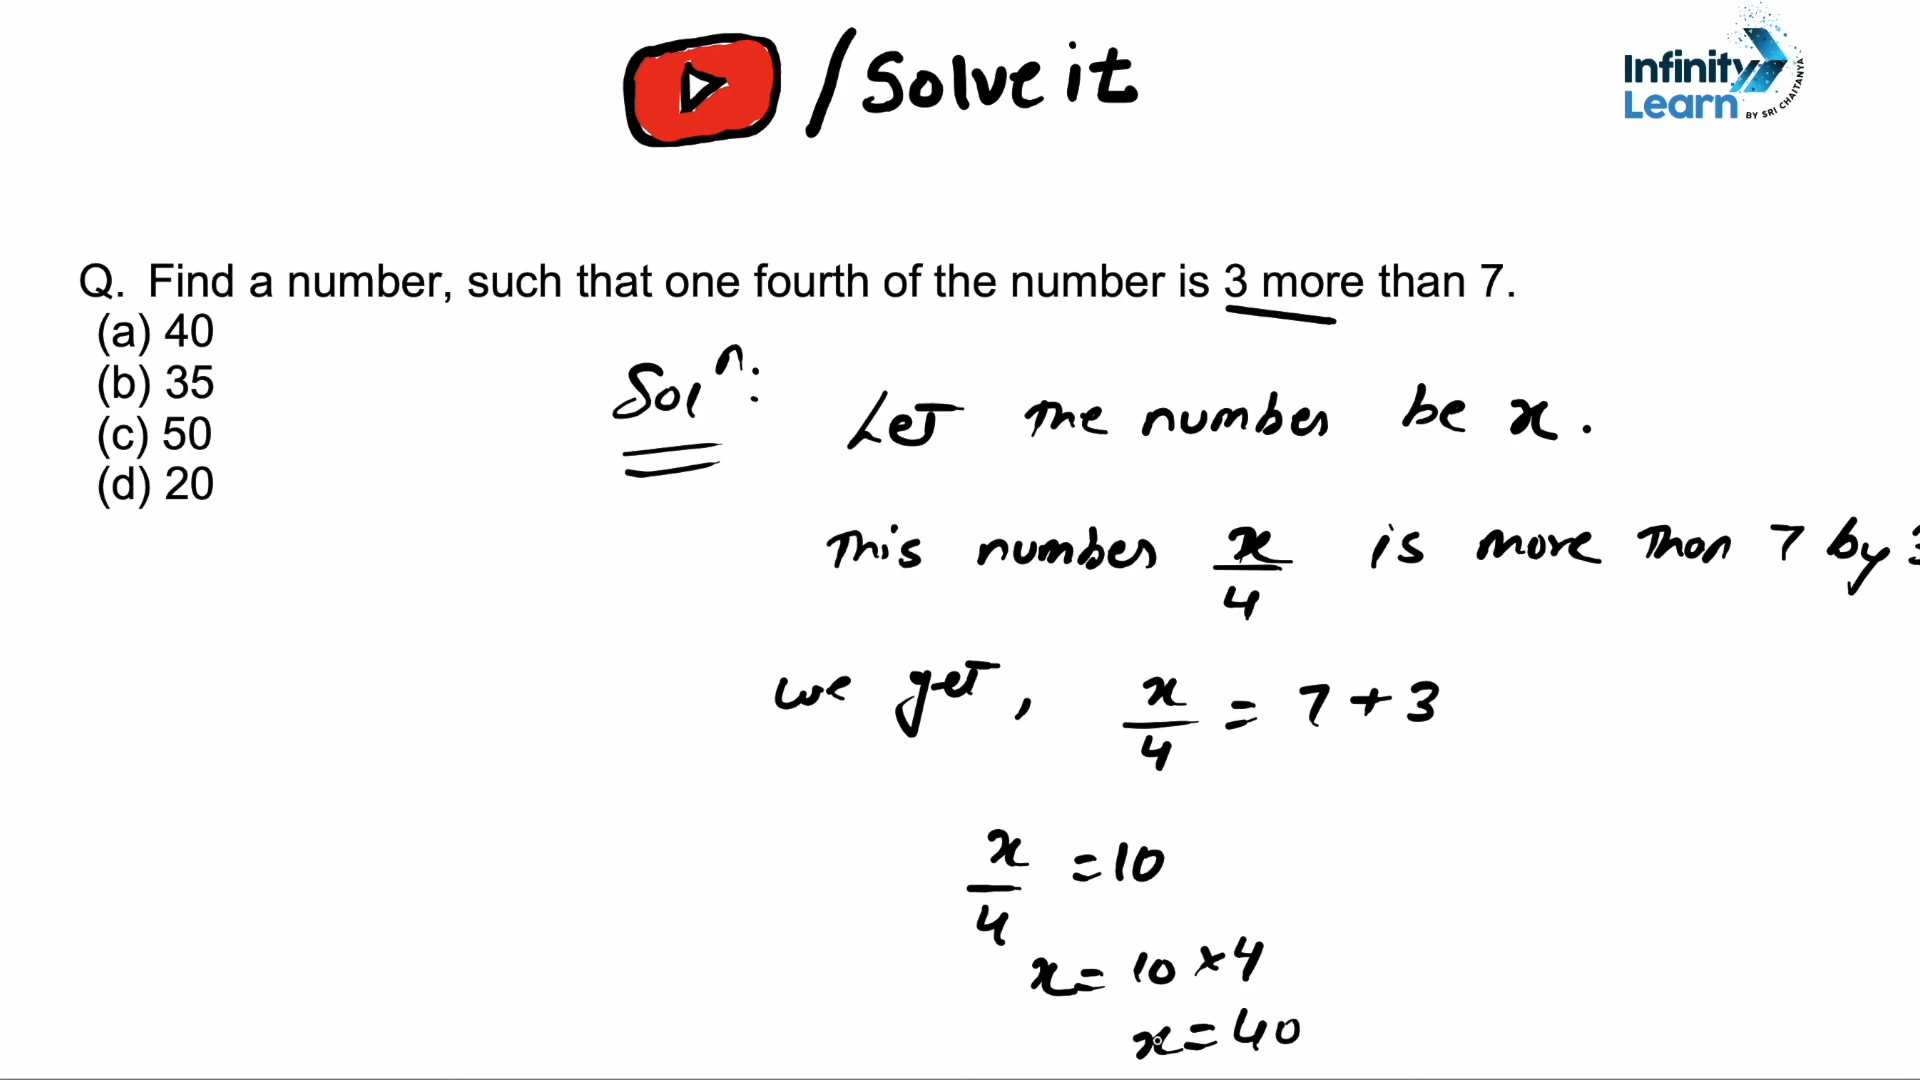 /Solve it
Infinity
Learn
BY SRI CHAITANYA
Q. Find a number, such that one fourth of the number is 3 more than 7.
(a) 40
(b) 35
(c) 50
(d) 20
Solⁿ:
Let the number be x.
This number x/4 is more than 7 by 3
we get, x/4 = 7 + 3
x/4 = 10
x = 10 × 4
x = 40